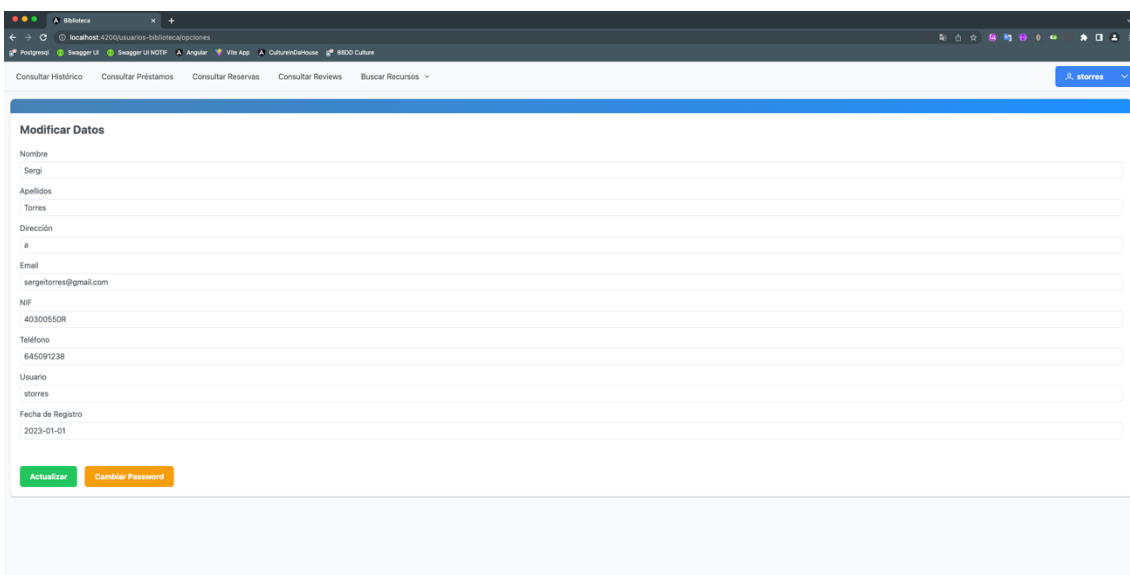 Biblioteca
localhost:4200/usuarios-biblioteca/opciones
Postgresql Swagger UI Swagger UI NOTIF Angular Vite App CultureInDaHouse BBDD Culture
Consultar Histórico Consultar Préstamos Consultar Reservas Consultar Reviews Buscar Recursos storres
Modificar Datos
Nombre
Sergi
Apellidos
Torres
Dirección
a
Email
sergeitorres@gmail.com
NIF
40300550R
Teléfono
645091238
Usuario
storres
Fecha de Registro
2023-01-01
Actualizar Cambiar Password